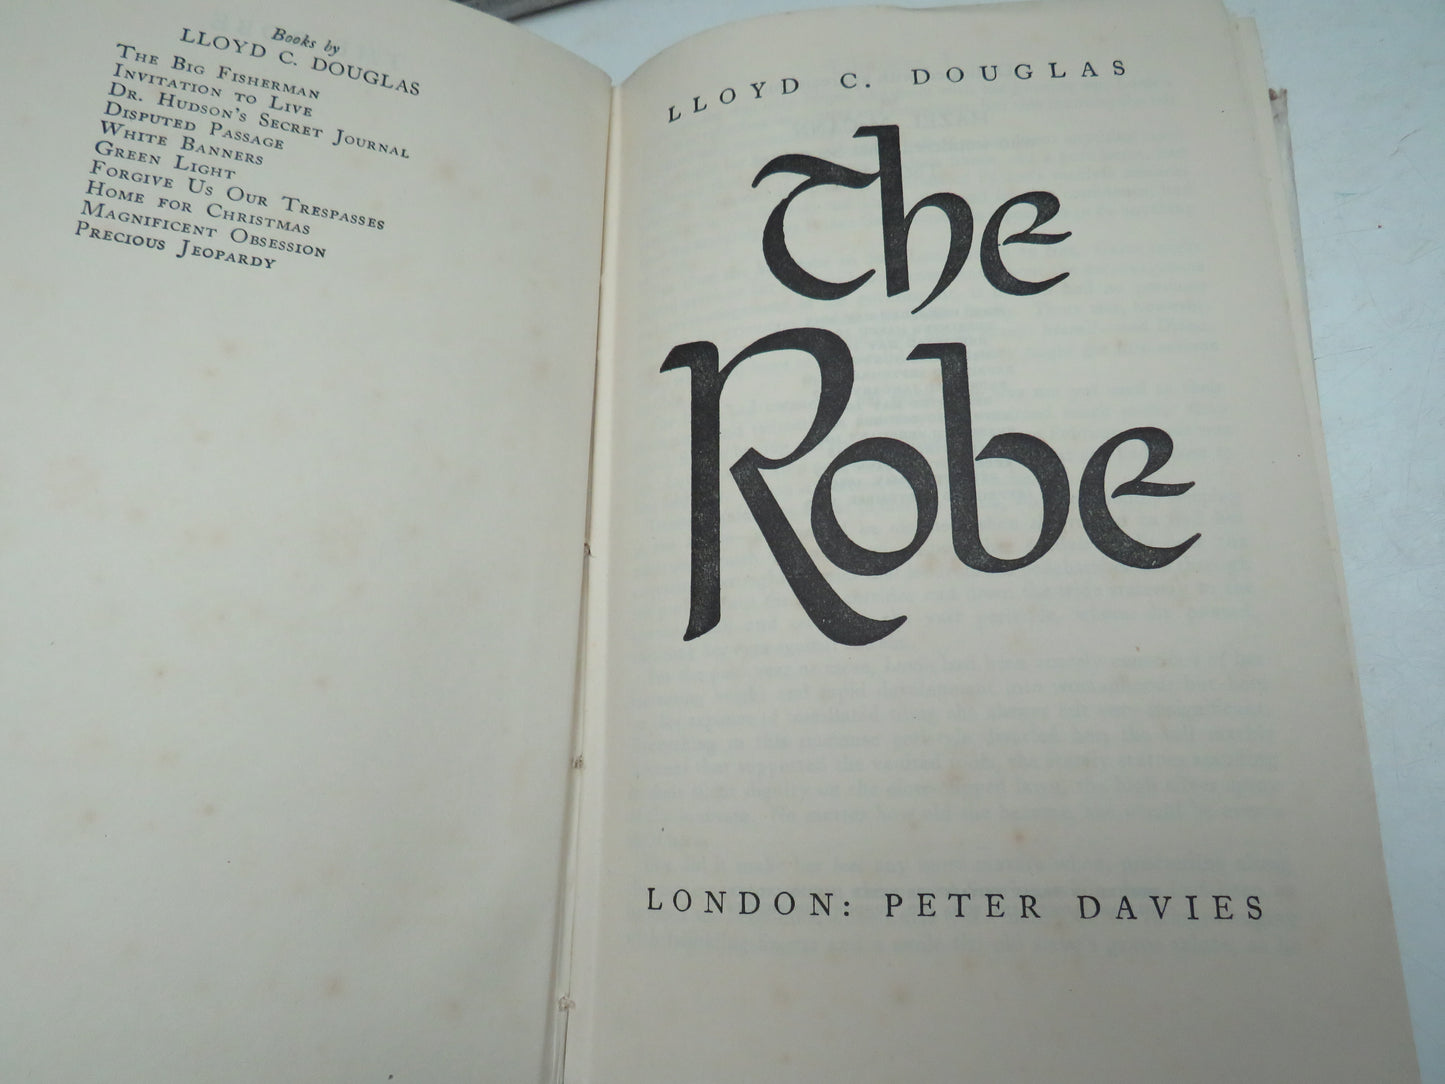 Books by
LLOYD C. DOUGLAS
THE BIG FISHERMAN
INVITATION TO LIVE
DR. HUDSON'S SECRET JOURNAL
DISPUTED PASSAGE
WHITE BANNERS
GREEN LIGHT
FORGIVE US OUR TRESPASSES
HOME FOR CHRISTMAS
MAGNIFICENT OBSESSION
PRECIOUS JEOPARDY
LLOYD C. DOUGLAS
The
Robe
LONDON: PETER DAVIES